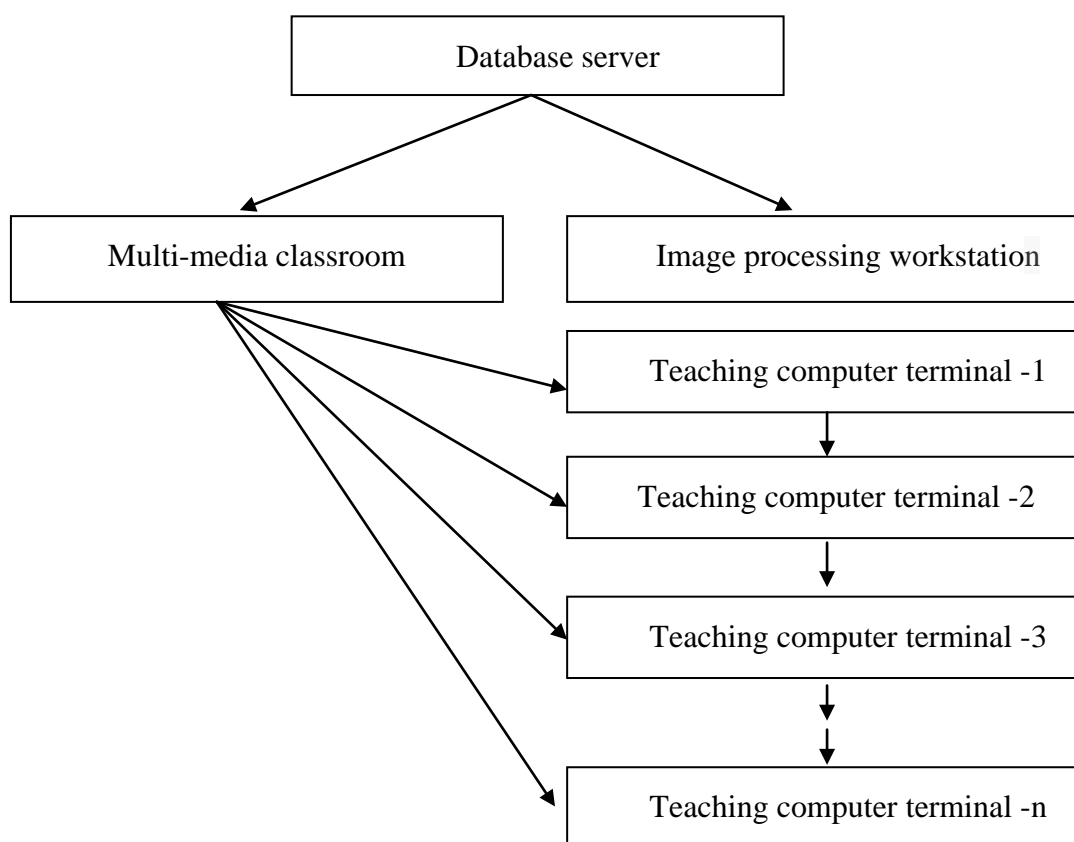 Database server
Multi-media classroom
Image processing workstation
Teaching computer terminal -1
Teaching computer terminal -2
Teaching computer terminal -3
Teaching computer terminal -n